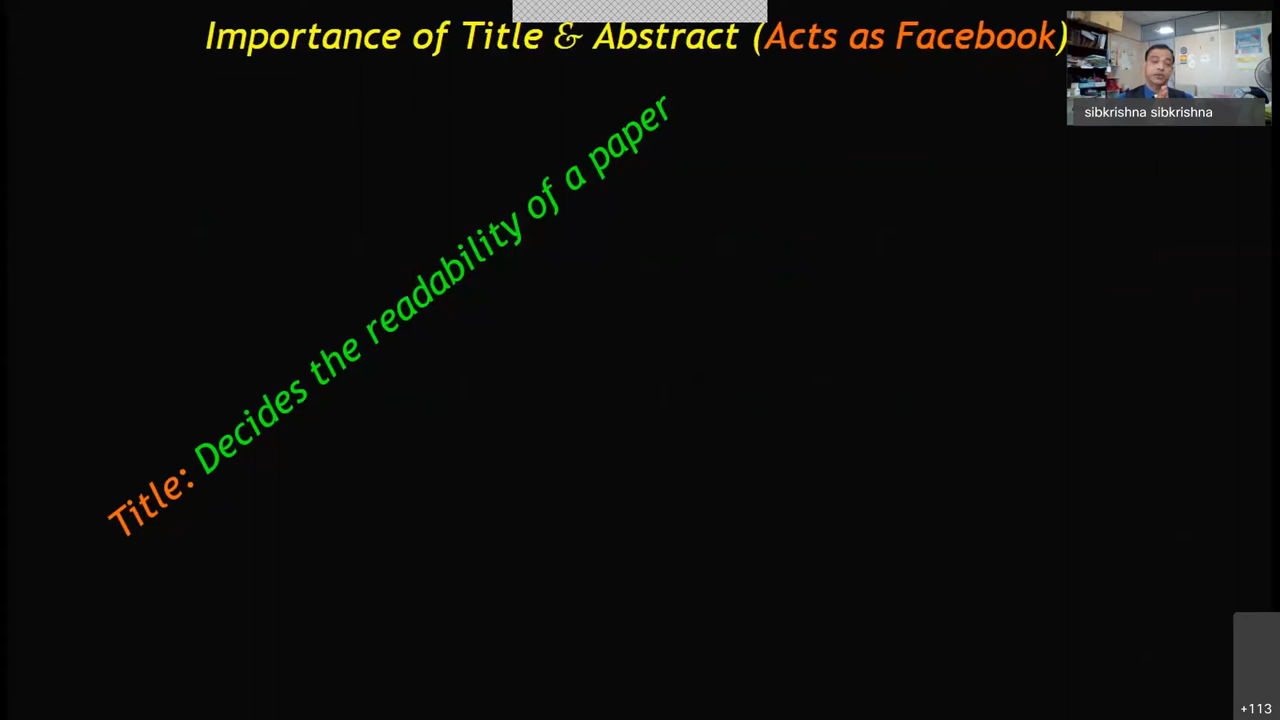 Importance of Title & Abstract (Acts as Facebook)
sibkrishna sibkrishna
Title: Decides the readability of a paper
+113